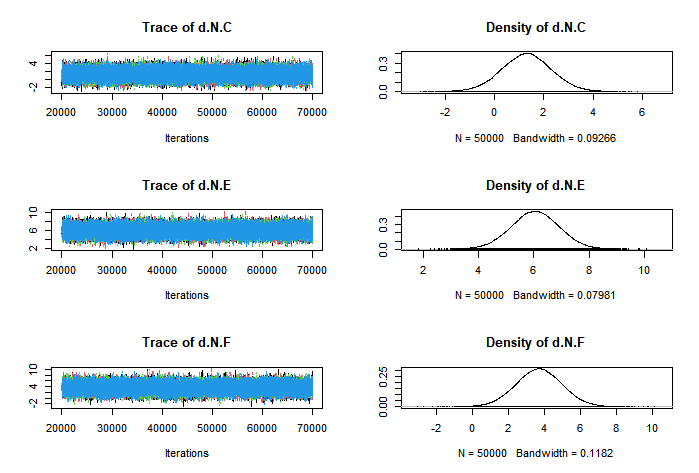 Trace of d.N.C
Density of d.N.C
4
-2
20000 30000 40000 50000 60000 70000
Iterations
0.3
0.0
-2 0 2 4 6
N = 50000 Bandwidth = 0.09266
Trace of d.N.E
Density of d.N.E
10
6
2
20000 30000 40000 50000 60000 70000
Iterations
0.3
0.0
2 4 6 8 10
N = 50000 Bandwidth = 0.07981
Trace of d.N.F
Density of d.N.F
10
4
-2
20000 30000 40000 50000 60000 70000
Iterations
0.25
0.00
-2 0 2 4 6 8 10
N = 50000 Bandwidth = 0.1182